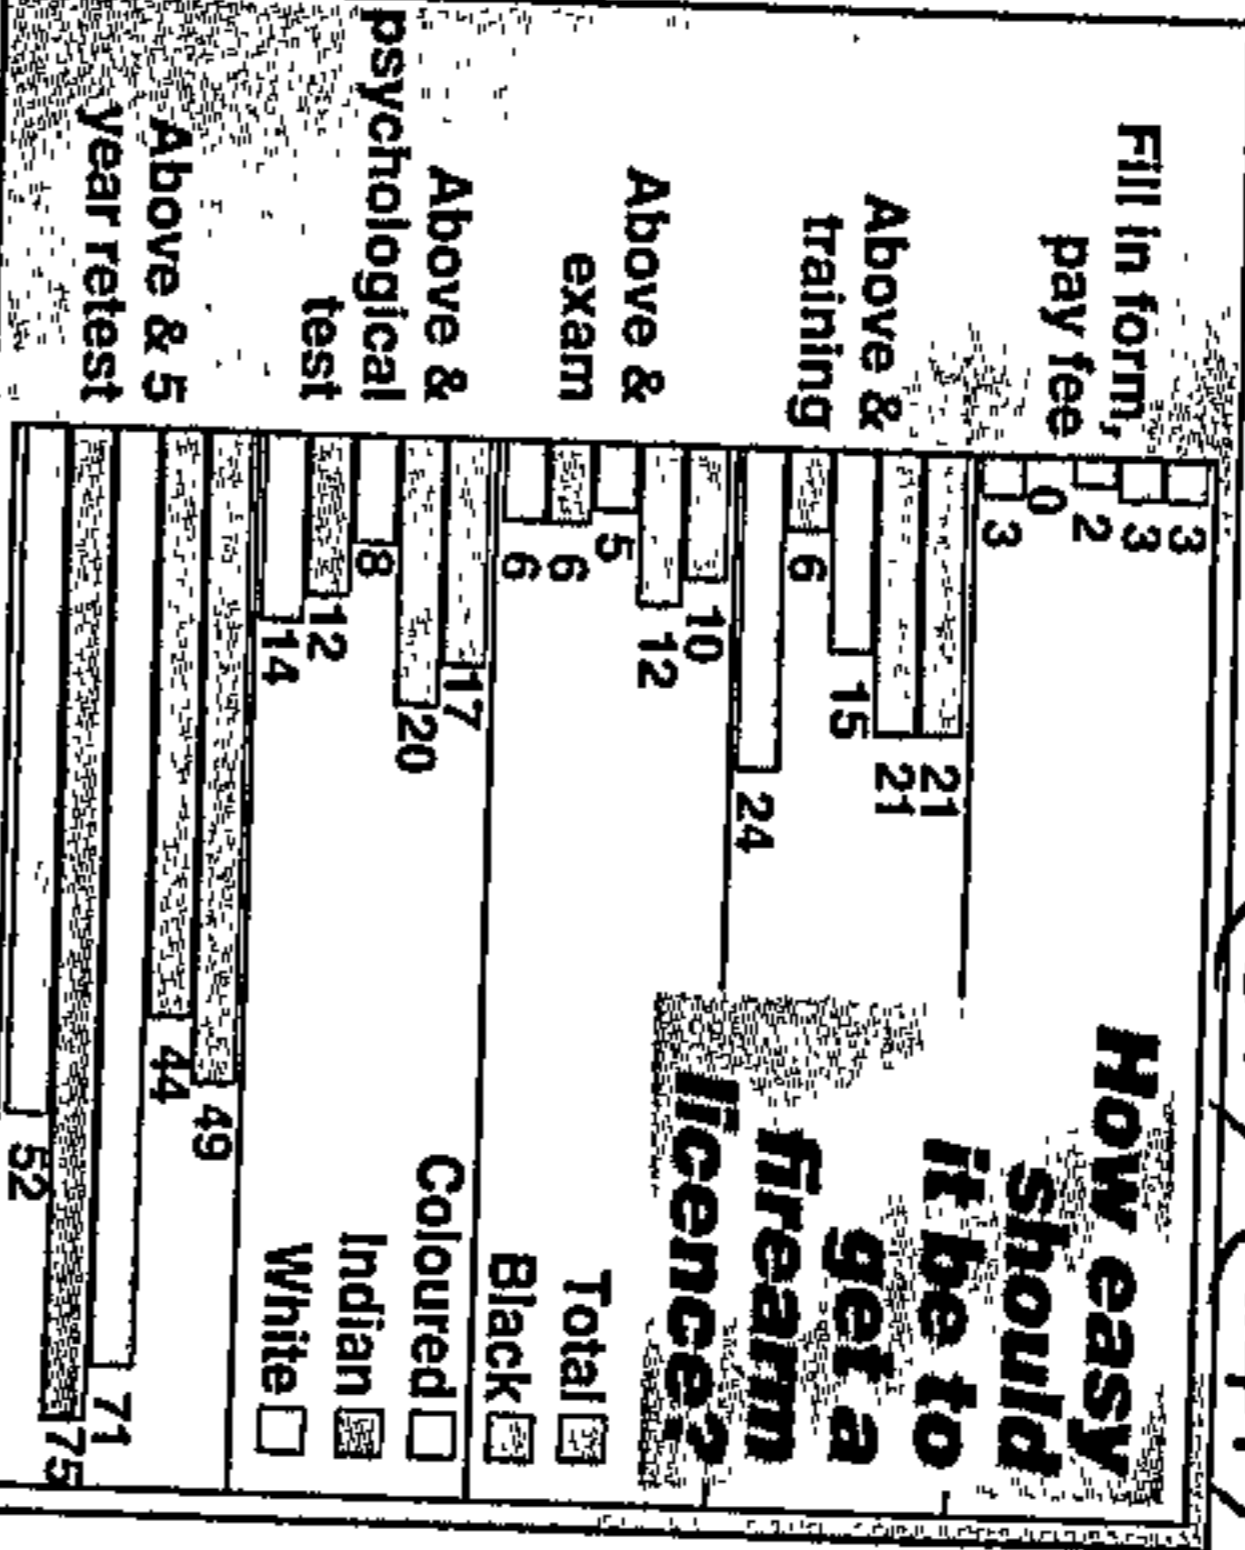 How easy
should
it be to
get a
firearm
licence?
Total
Black
Coloured
Indian
White
Fill in form,
pay fee
3
3
2
0
3
Above &
training
21
21
15
6
24
Above &
exam
10
12
5
6
6
Above &
psychological
test
17
20
8
12
14
Above & 5
year retest
49
44
71
75
52